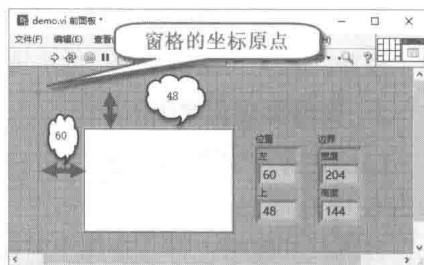 demo.vi 前面板 *
文件(F) 编辑(E) 查看
窗格的坐标原点
48
60
位置 边界
左 宽度
60 204
上 高度
48 144